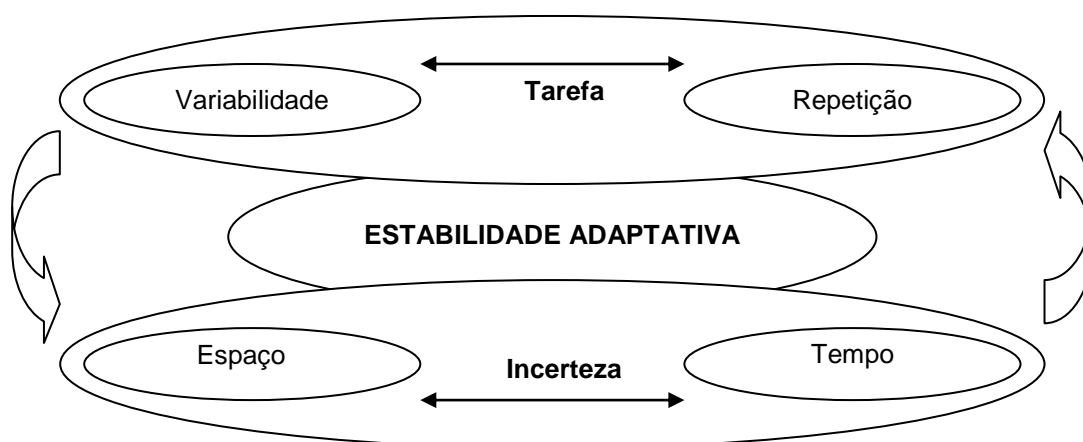 Variabilidade
Tarefa
Repetição
ESTABILIDADE ADAPTATIVA
Espaço
Incerteza
Tempo